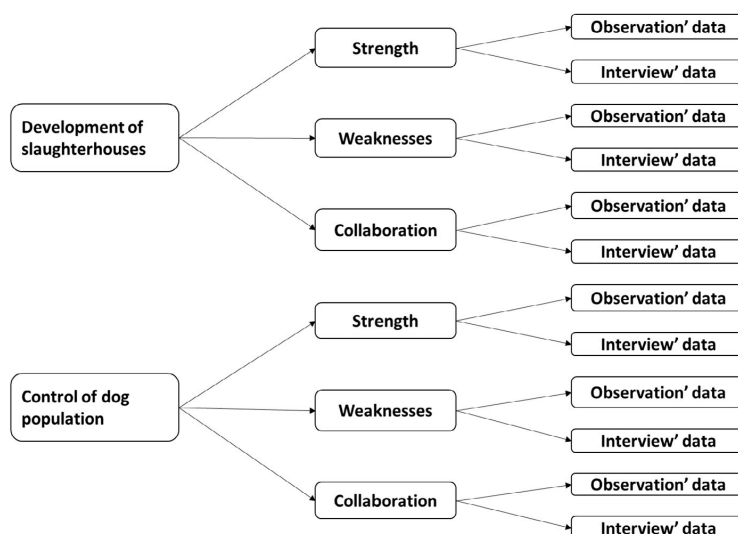 Development of
slaughterhouses
Strength
Observation’ data
Interview’ data
Weaknesses
Observation’ data
Interview’ data
Collaboration
Observation’ data
Interview’ data
Control of dog
population
Strength
Observation’ data
Interview’ data
Weaknesses
Observation’ data
Interview’ data
Collaboration
Observation’ data
Interview’ data